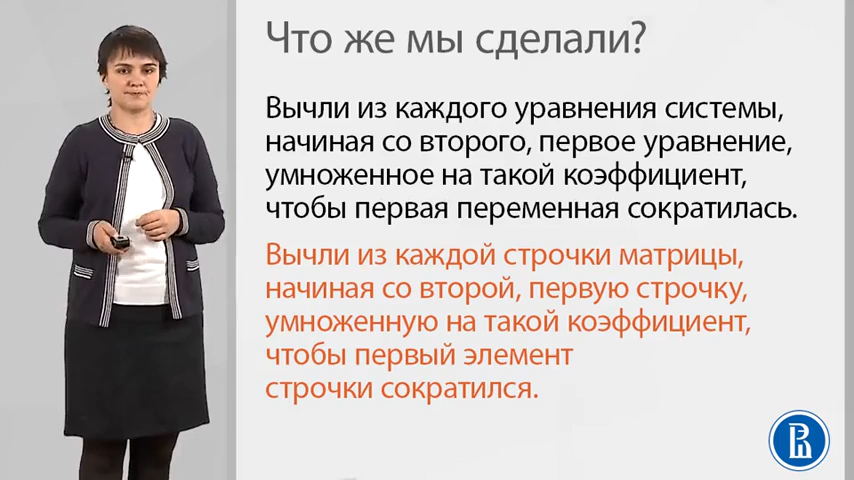 Что же мы сделали?
Вычли из каждого уравнения системы,
начиная со второго, первое уравнение,
умноженное на такой коэффициент,
чтобы первая переменная сократилась.
Вычли из каждой строчки матрицы,
начиная со второй, первую строчку,
умноженную на такой коэффициент,
чтобы первый элемент
строчки сократился.